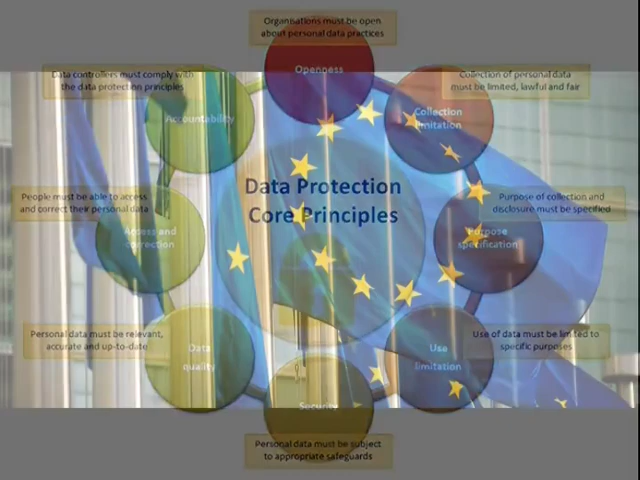 Organisations must be open
about personal data practices
Openness
Data controllers must comply with
the data protection principles
Accountability
Collection of personal data
must be limited, lawful and fair
Collection
limitation
Data Protection
Core Principles
People must be able to access
and correct their personal data
Access and
correction
Purpose of collection and
disclosure must be specified
Purpose
specification
Personal data must be relevant,
accurate and up-to-date
Data
quality
Use of data must be limited to
specific purposes
Use
limitation
Security
Personal data must be subject
to appropriate safeguards